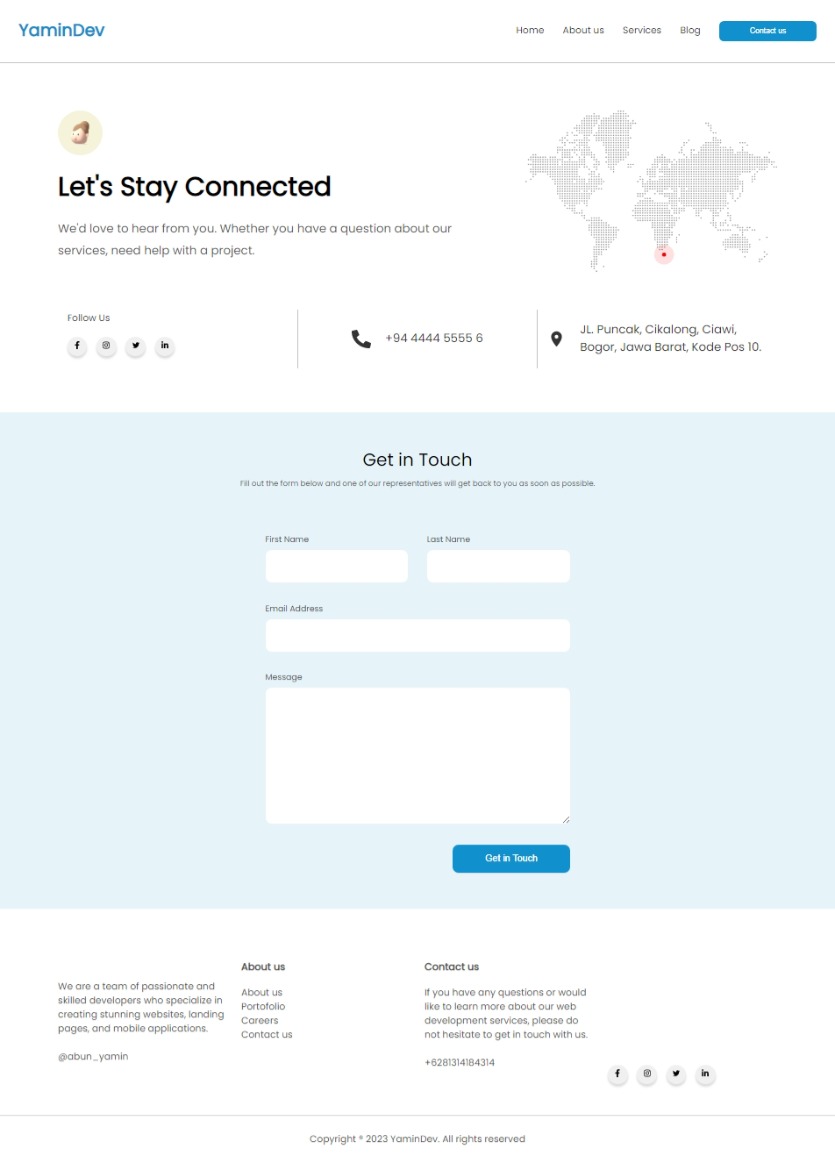 YaminDev
Home
About us
Services
Blog
Contact us
Let's Stay Connected
We'd love to hear from you. Whether you have a question about our
services, need help with a project.
Follow Us
+94 4444 5555 6
JL. Puncak, Cikalong, Ciawi,
Bogor, Jawa Barat, Kode Pos 10.
Get in Touch
Fill out the form below and one of our representatives will get back to you as soon as possible.
First Name
Last Name
Email Address
Message
Get in Touch
We are a team of passionate and
skilled developers who specialize in
creating stunning websites, landing
pages, and mobile applications.
@abun_yamin
About us
About us
Portofolio
Careers
Contact us
Contact us
If you have any questions or would
like to learn more about our web
development services, please do
not hesitate to get in touch with us.
+6281314184314
Copyright ® 2023 YaminDev. All rights reserved